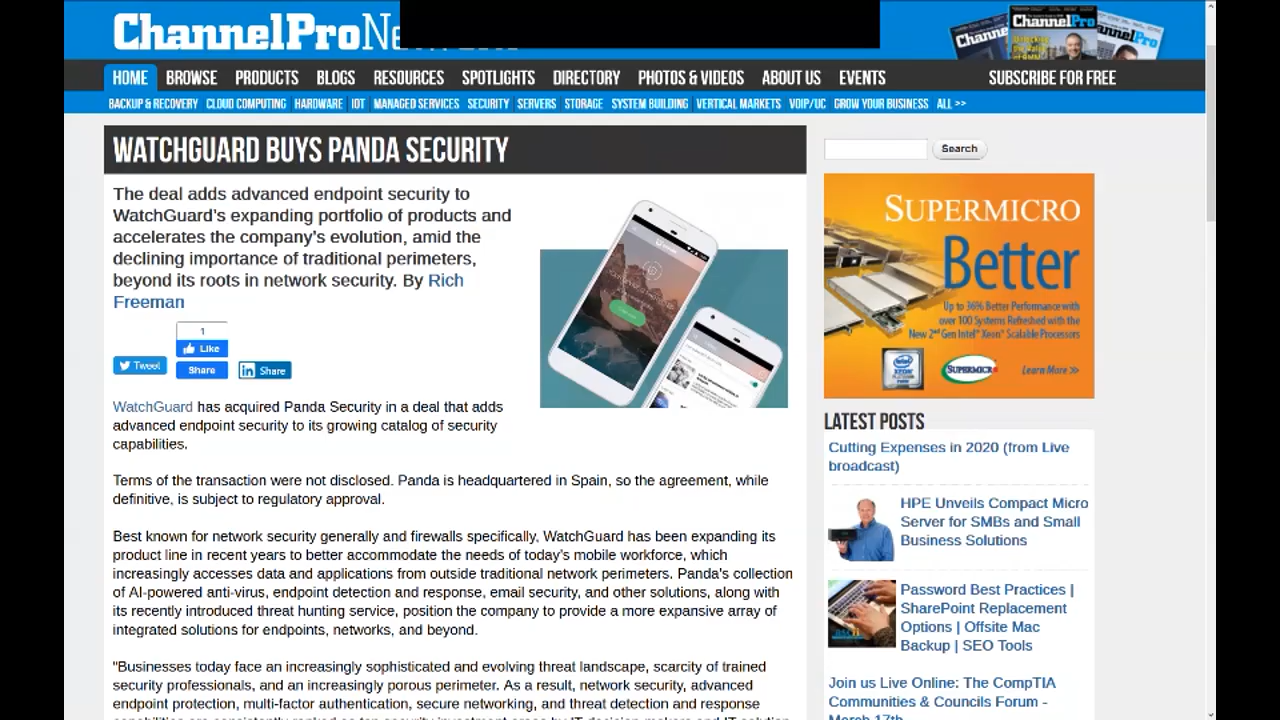 ChannelPro
HOME BROWSE PRODUCTS BLOGS RESOURCES SPOTLIGHTS DIRECTORY PHOTOS & VIDEOS ABOUT US EVENTS SUBSCRIBE FOR FREE
BACKUP & RECOVERY CLOUD COMPUTING HARDWARE IOT MANAGED SERVICES SECURITY SERVERS STORAGE SYSTEM BUILDING VERTICAL MARKETS VOIP/UC GROW YOUR BUSINESS ALL >>
WATCHGUARD BUYS PANDA SECURITY
The deal adds advanced endpoint security to
WatchGuard's expanding portfolio of products and
accelerates the company's evolution, amid the
declining importance of traditional perimeters,
beyond its roots in network security. By Rich
Freeman
1
Like
Tweet
Share
Share
WatchGuard has acquired Panda Security in a deal that adds
advanced endpoint security to its growing catalog of security
capabilities.
Terms of the transaction were not disclosed. Panda is headquartered in Spain, so the agreement, while
definitive, is subject to regulatory approval.
Best known for network security generally and firewalls specifically, WatchGuard has been expanding its
product line in recent years to better accommodate the needs of today's mobile workforce, which
increasingly accesses data and applications from outside traditional network perimeters. Panda's collection
of AI-powered anti-virus, endpoint detection and response, email security, and other solutions, along with
its recently introduced threat hunting service, position the company to provide a more expansive array of
integrated solutions for endpoints, networks, and beyond.
"Businesses today face an increasingly sophisticated and evolving threat landscape, scarcity of trained
security professionals, and an increasingly porous perimeter. As a result, network security, advanced
endpoint protection, multi-factor authentication, secure networking, and threat detection and response
Search
SUPERMICRO
Better
Up to 36% Better Performance with
over 100 Systems Refreshed with the
New 2nd Gen Intel® Xeon® Scalable Processors
XEON
SUPERMICRO
Learn More >>
LATEST POSTS
Cutting Expenses in 2020 (from Live
broadcast)
HPE Unveils Compact Micro
Server for SMBs and Small
Business Solutions
Password Best Practices |
SharePoint Replacement
Options | Offsite Mac
Backup | SEO Tools
Join us Live Online: The CompTIA
Communities & Councils Forum -
March 17th